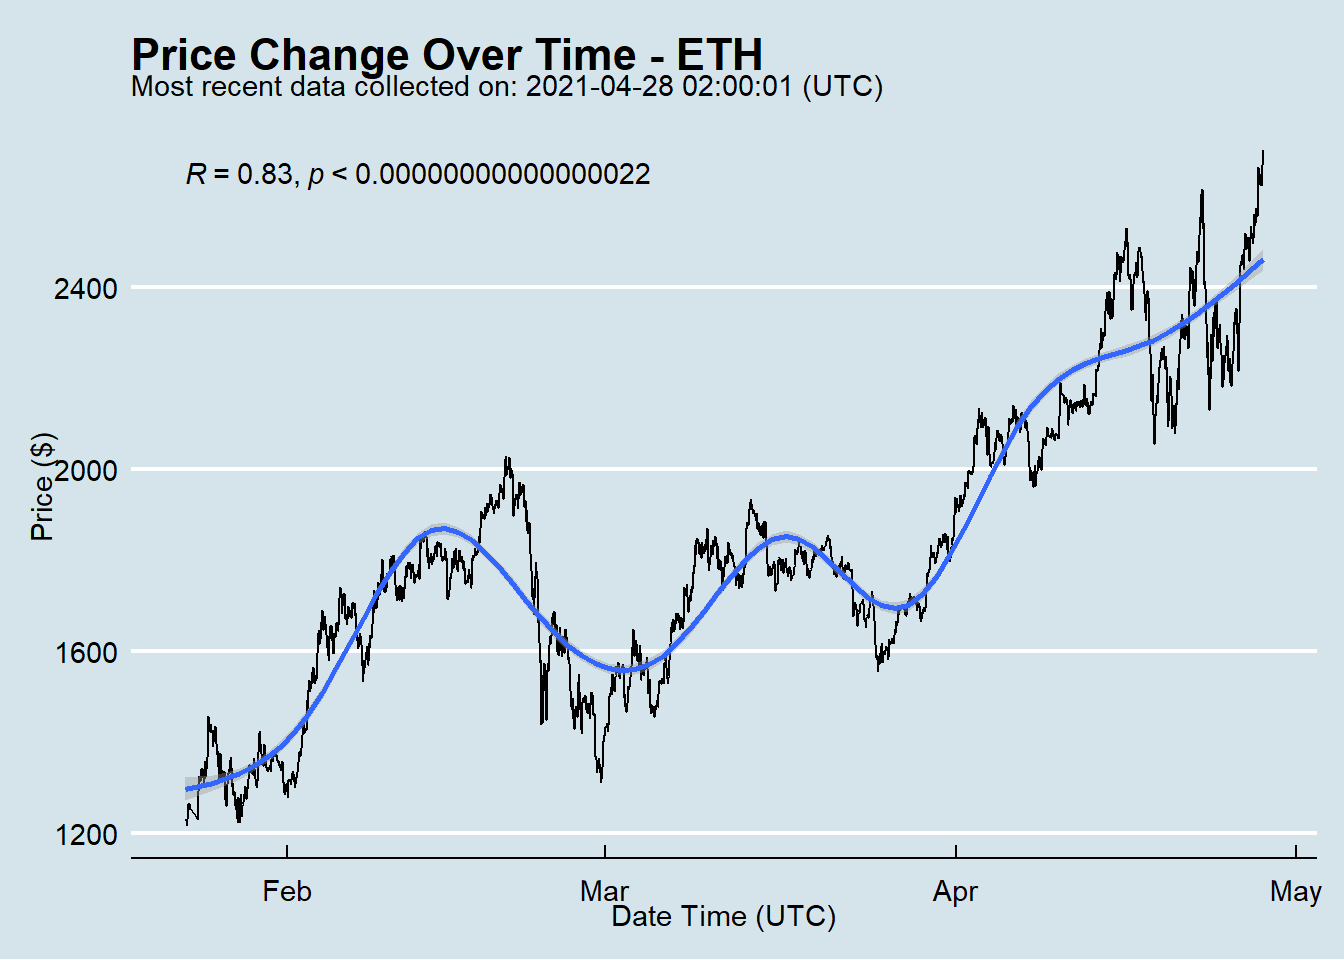 Price Change Over Time - ETH
Most recent data collected on: 2021-04-28 02:00:01 (UTC)
R = 0.83, p < 0.00000000000000022
Price ($)
2400
2000
1600
1200
Feb
Mar
Apr
May
Date Time (UTC)